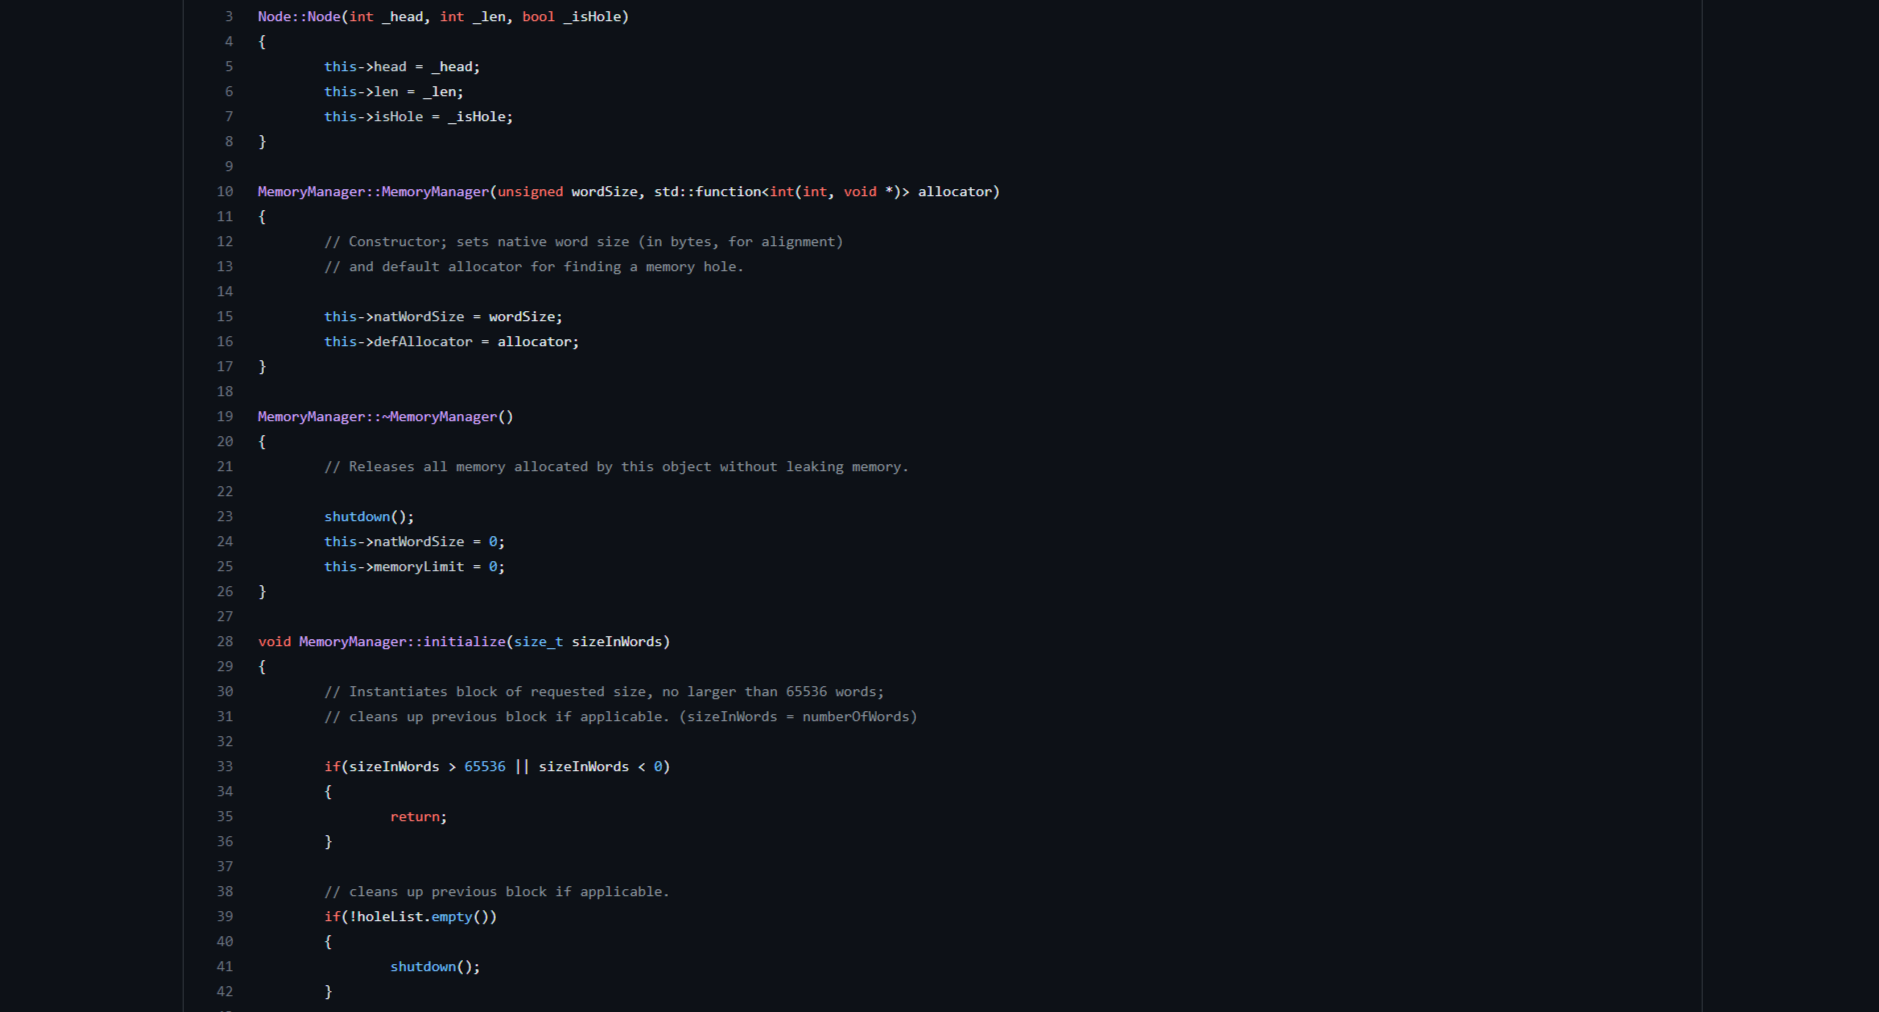 3 Node::Node(int _head, int _len, bool _isHole)
4 {
5 this->head = _head;
6 this->len = _len;
7 this->isHole = _isHole;
8 }
9
10 MemoryManager::MemoryManager(unsigned wordSize, std::function<int(int, void *)> allocator)
11 {
12 // Constructor; sets native word size (in bytes, for alignment)
13 // and default allocator for finding a memory hole.
14
15 this->natWordSize = wordSize;
16 this->defAllocator = allocator;
17 }
18
19 MemoryManager::~MemoryManager()
20 {
21 // Releases all memory allocated by this object without leaking memory.
22
23 shutdown();
24 this->natWordSize = 0;
25 this->memoryLimit = 0;
26 }
27
28 void MemoryManager::initialize(size_t sizeInWords)
29 {
30 // Instantiates block of requested size, no larger than 65536 words;
31 // cleans up previous block if applicable. (sizeInWords = numberOfWords)
32
33 if(sizeInWords > 65536 || sizeInWords < 0)
34 {
35 return;
36 }
37
38 // cleans up previous block if applicable.
39 if(!holeList.empty())
40 {
41 shutdown();
42 }